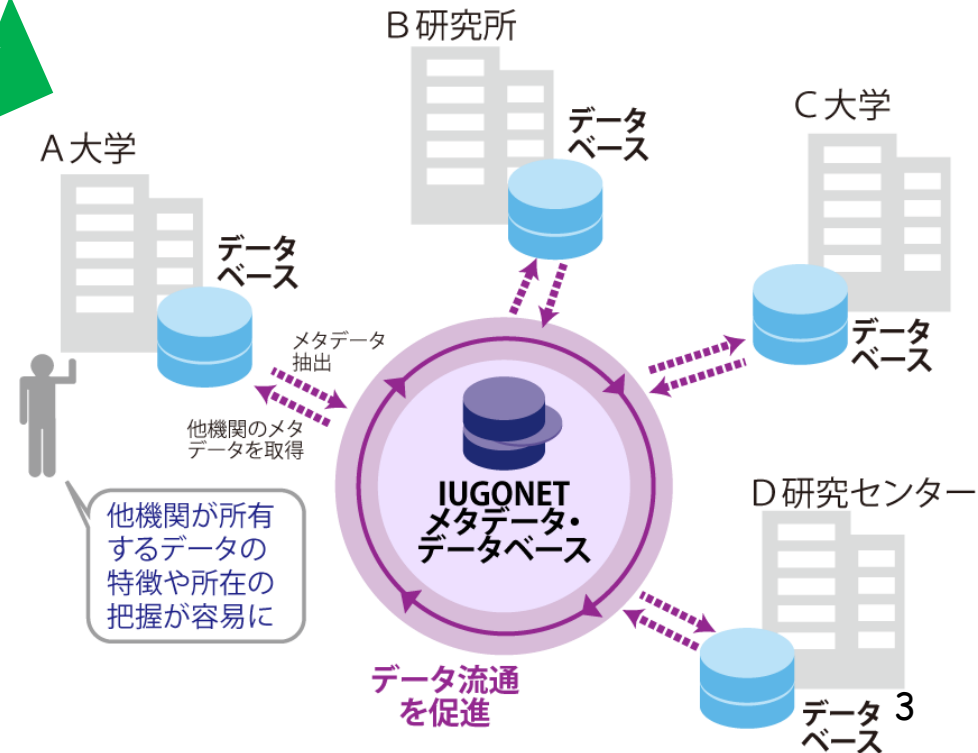 B研究所
データ
ベース
C大学
データ
ベース
A大学
データ
ベース
メタデータ
抽出
他機関のメタ
データを取得
IUGONET
メタデータ・
データベース
他機関が所有
するデータの
特徴や所在の
把握が容易に
D研究センター
データ
ベース
データ流通
を促進
3